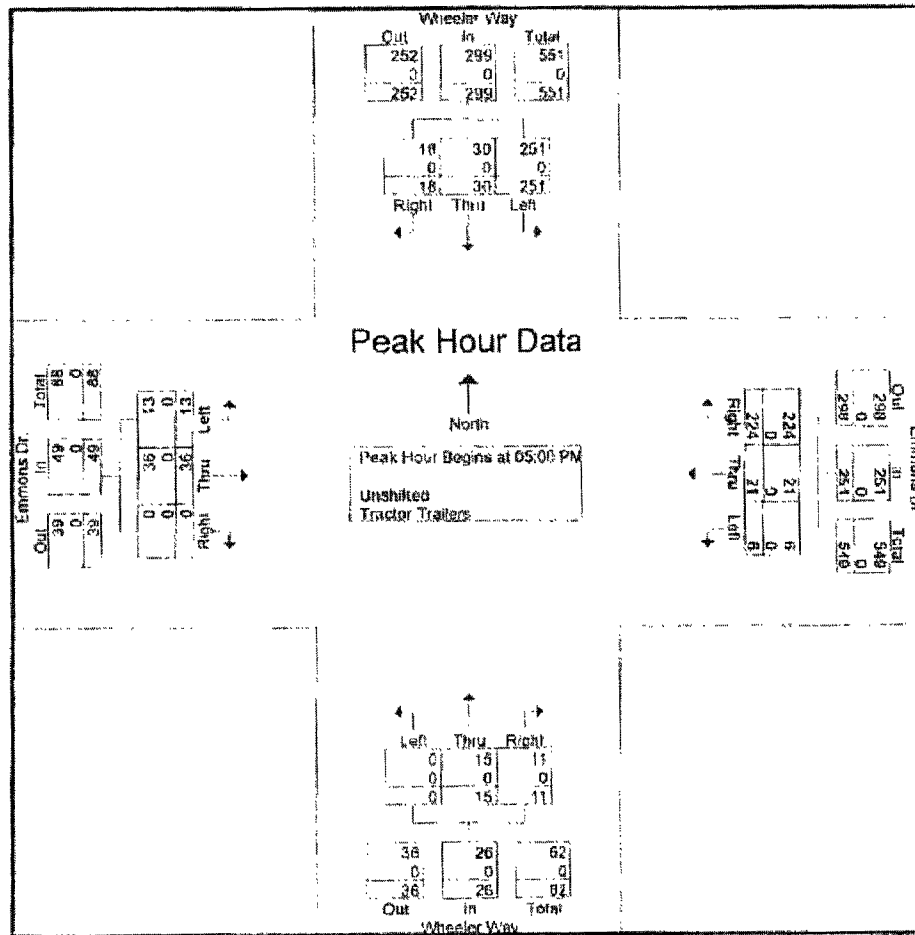 Wheeler Way
Out In Total
252 299 551
0 0 0
252 299 551
18 30 251
0 0 0
18 30 251
Right Thru Left
Peak Hour Data
North
Peak Hour Begins at 05:00 PM
Unshifted
Tractor Trailers
Emmons Dr.
Out In Total
39 49 88
0 0 0
39 49 88
Right Thru Left
0 36 13
0 0 0
0 36 13
Right Thru Left
224 21 6
0 0 0
224 21 6
Out In Total
298 251 549
0 0 0
298 251 549
Left Thru Right
0 15 11
0 0 0
0 15 11
36 26 62
0 0 0
36 26 62
Out In Total
Wheeler Way